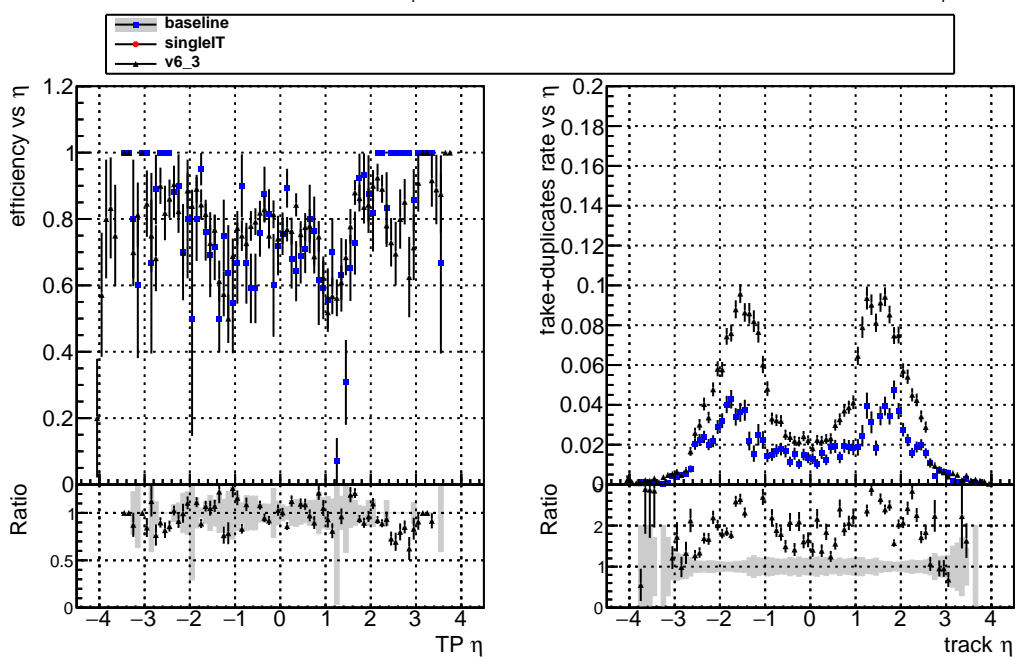 baseline
singleIT
v6_3
efficiency vs η
1.2
1
0.8
0.6
0.4
0.2
0
Ratio
1
0.5
0
−4 −3 −2 −1 0 1 2 3 4
TP η
fake+duplicates rate vs η
0.2
0.18
0.16
0.14
0.12
0.1
0.08
0.06
0.04
0.02
0
Ratio
2
1
0
−4 −3 −2 −1 0 1 2 3 4
track η